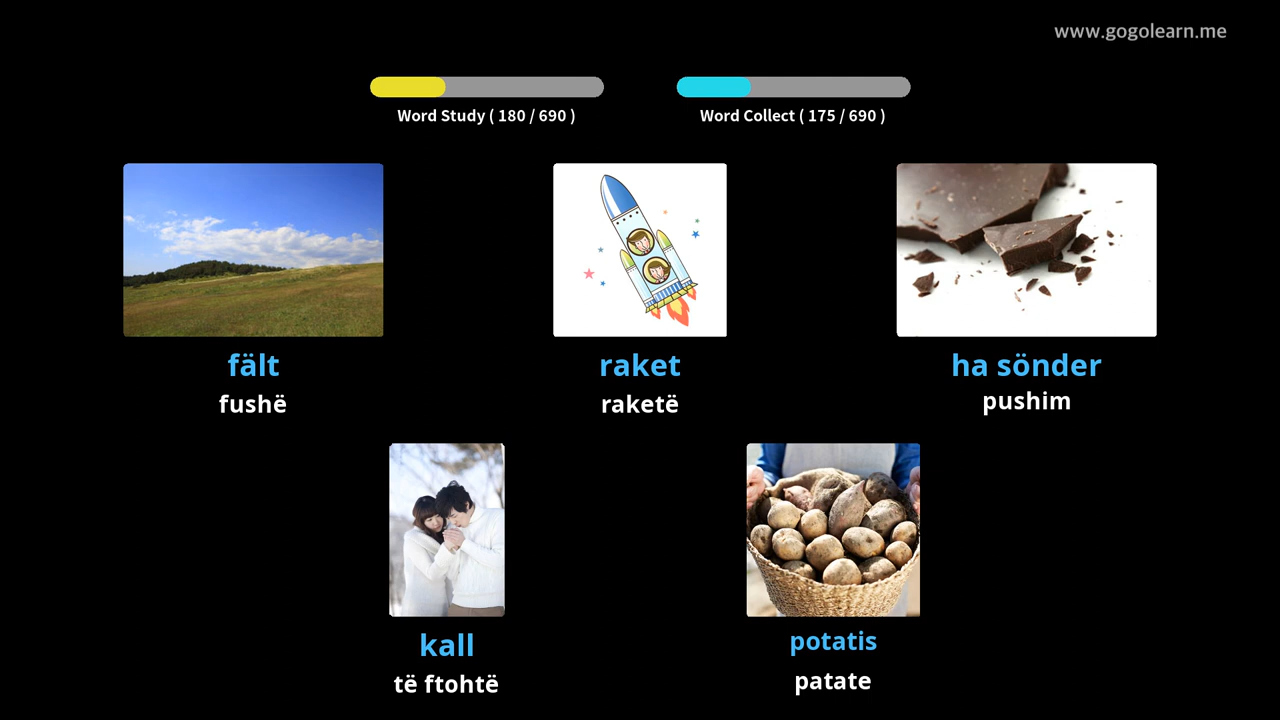 www.gogolearn.me
Word Study ( 180 / 690 )
Word Collect ( 175 / 690 )
fält
raket
ha sönder
fushë
raketë
pushim
kall
potatis
të ftohtë
patate